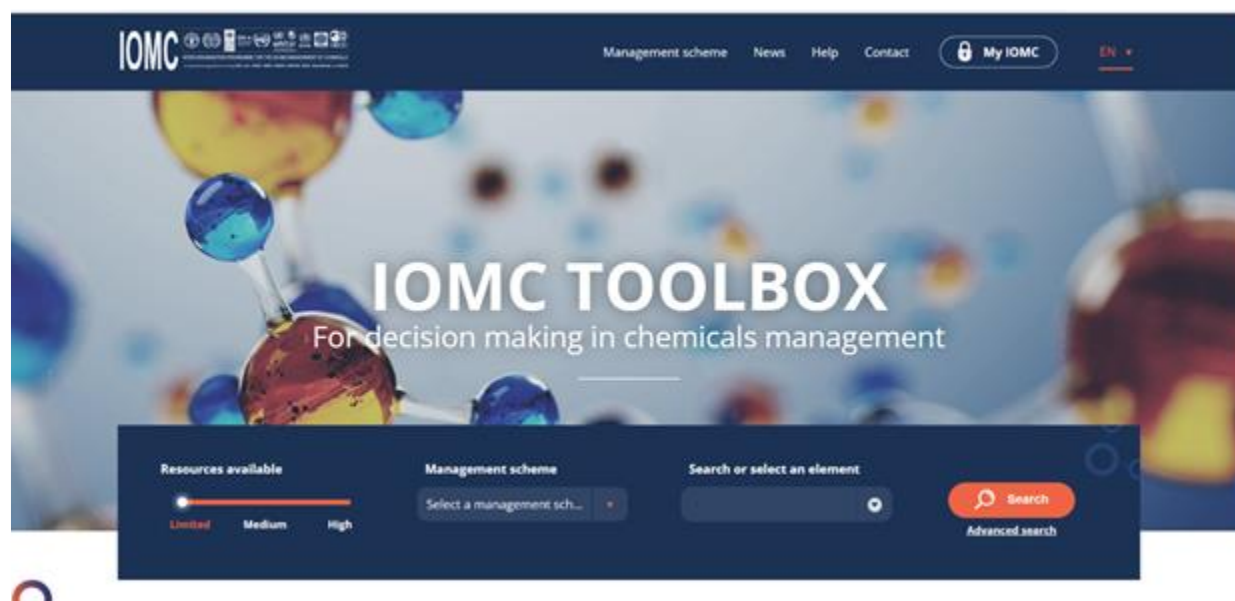 IOMC
Management scheme
News
Help
Contact
My IOMC
EN
IOMC TOOLBOX
For decision making in chemicals management
Resources available
Limited
Medium
High
Management scheme
Select a management sch...
Search or select an element
Search
Advanced search